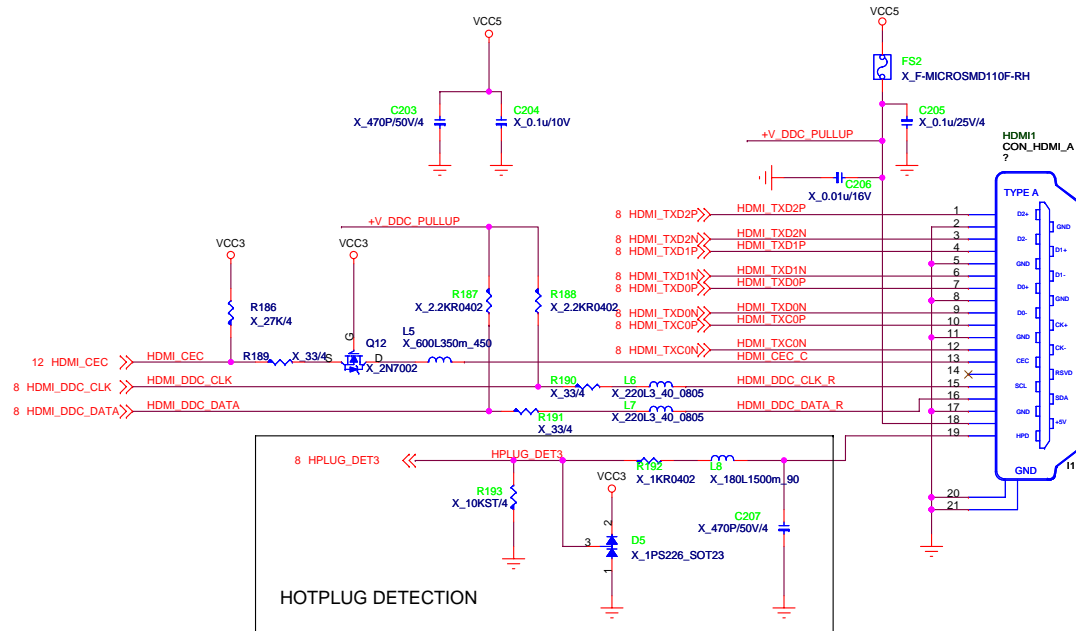 VCC5
C203
X_470P/50V/4
C204
X_0.1u/10V
VCC5
FS2
X_F-MICROSMD110F-RH
C205
X_0.1u/25V/4
+V_DDC_PULLUP
C206
X_0.01u/16V
HDMI1
CON_HDMI_A
?
TYPE A
8 HDMI_TXD2P HDMI_TXD2P 1 D2+
2 GND
8 HDMI_TXD2N HDMI_TXD2N 3 D2-
8 HDMI_TXD1P HDMI_TXD1P 4 D1+
5 GND
8 HDMI_TXD1N HDMI_TXD1N 6 D1-
8 HDMI_TXD0P HDMI_TXD0P 7 D0+
8 GND
8 HDMI_TXD0N HDMI_TXD0N 9 D0-
8 HDMI_TXC0P HDMI_TXC0P 10 CK+
11 GND
8 HDMI_TXC0N HDMI_TXC0N 12 CK-
HDMI_CEC_C 13 CEC
14 RSVD
HDMI_DDC_CLK_R 15 SCL
16 SDA
HDMI_DDC_DATA_R 17 GND
18 +5V
19 HPD
GND
I1
20
21
+V_DDC_PULLUP
VCC3
VCC3
R186
X_27K/4
R187
X_2.2KR0402
R188
X_2.2KR0402
G
Q12
X_2N7002
S
D
L5
X_600L350m_450
12 HDMI_CEC HDMI_CEC
R189 X_33/4
8 HDMI_DDC_CLK HDMI_DDC_CLK
R190
X_33/4
L6
X_220L3_40_0805
8 HDMI_DDC_DATA HDMI_DDC_DATA
R191
X_33/4
L7
X_220L3_40_0805
8 HPLUG_DET3 HPLUG_DET3
R192
X_1KR0402
L8
X_180L1500m_90
R193
X_10KST/4
VCC3
2
3
1
D5
X_1PS226_SOT23
C207
X_470P/50V/4
HOTPLUG DETECTION